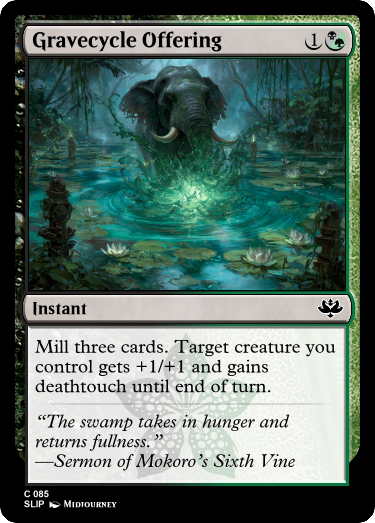 Gravecycle Offering 1
Instant
Mill three cards. Target creature you
control gets +1/+1 and gains
deathtouch until end of turn.
“The swamp takes in hunger and
returns fullness.”
—Sermon of Mokoro’s Sixth Vine
C 085
SLIP Midjourney